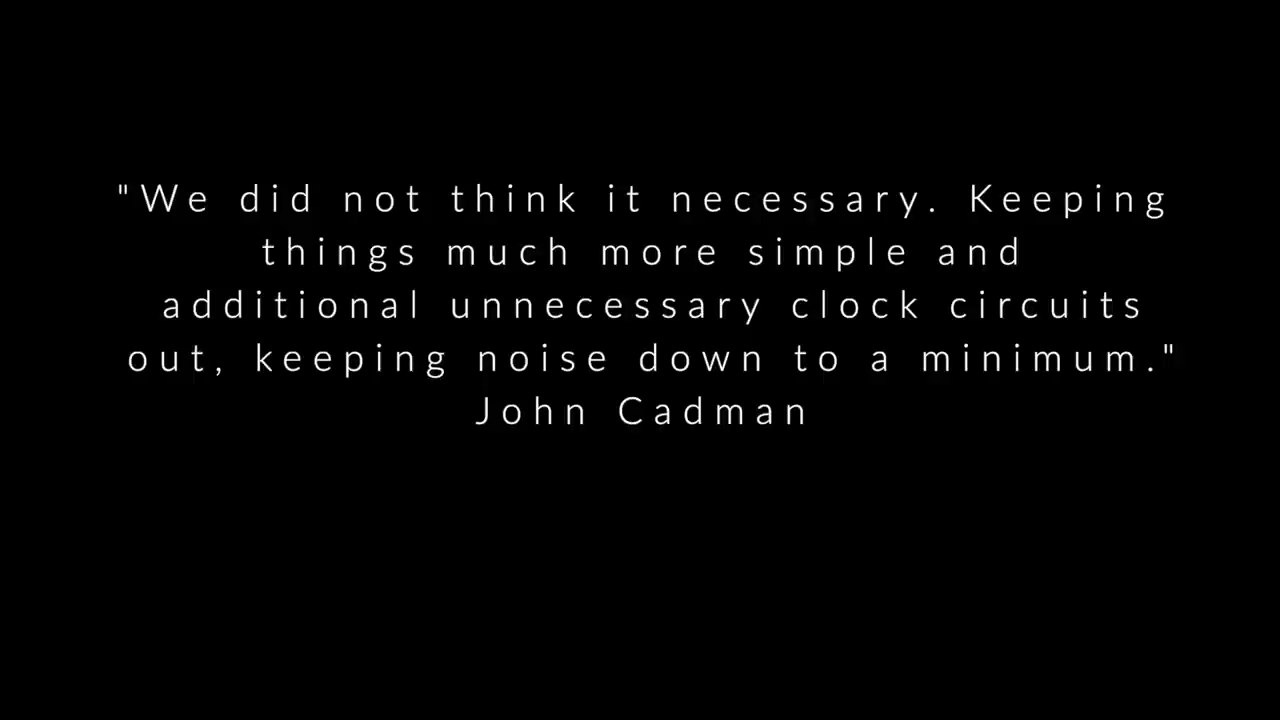 "We did not think it necessary. Keeping
things much more simple and
additional unnecessary clock circuits
out, keeping noise down to a minimum."
John Cadman